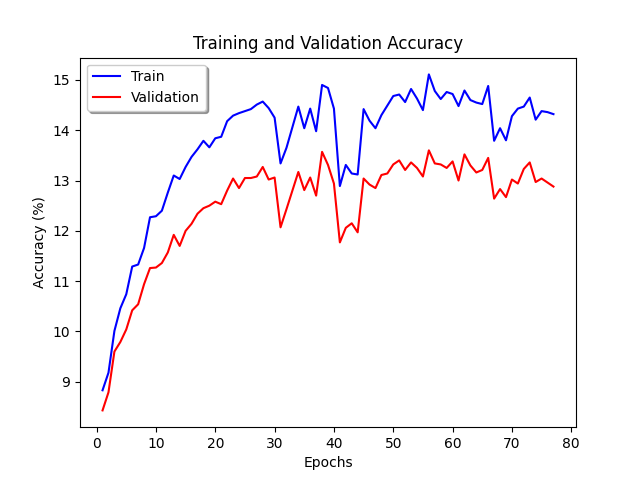 Training and Validation Accuracy
Train
Validation
15
14
13
12
11
10
9
Accuracy (%)
0 10 20 30 40 50 60 70 80
Epochs